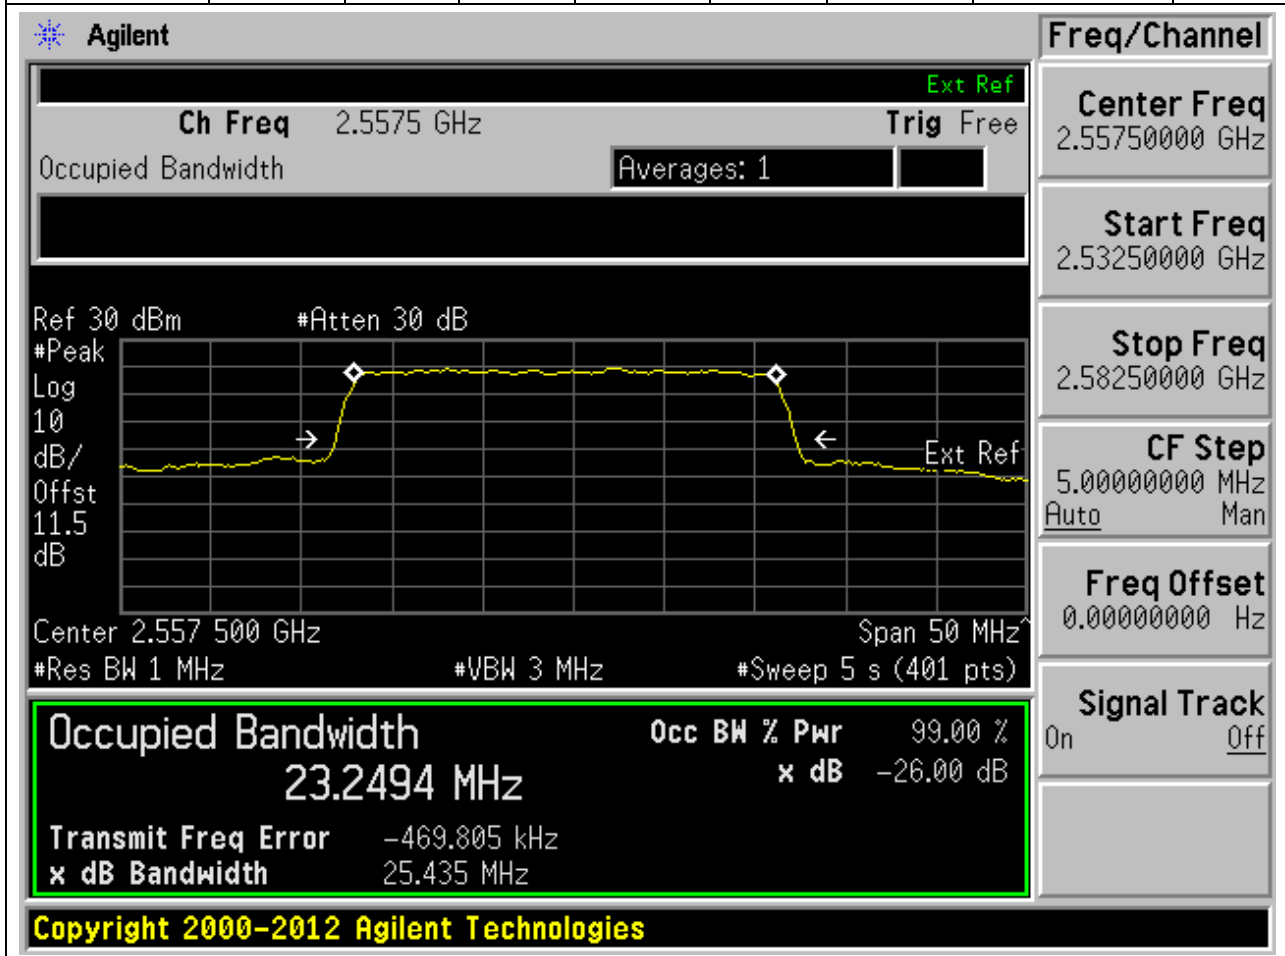 Agilent
Freq/Channel
Ext Ref
Ch Freq 2.5575 GHz Trig Free
Occupied Bandwidth Averages: 1
Center Freq
2.55750000 GHz
Start Freq
2.53250000 GHz
Stop Freq
2.58250000 GHz
CF Step
5.00000000 MHz
Auto Man
Freq Offset
0.00000000 Hz
Signal Track
On Off
Ref 30 dBm #Atten 30 dB
#Peak
Log
10
dB/
Offst
11.5
dB
Ext Ref
Center 2.557 500 GHz Span 50 MHz^
#Res BW 1 MHz #VBW 3 MHz #Sweep 5 s (401 pts)
Occupied Bandwidth Occ BW % Pwr 99.00 %
23.2494 MHz x dB -26.00 dB
Transmit Freq Error -469.805 kHz
x dB Bandwidth 25.435 MHz
Copyright 2000-2012 Agilent Technologies